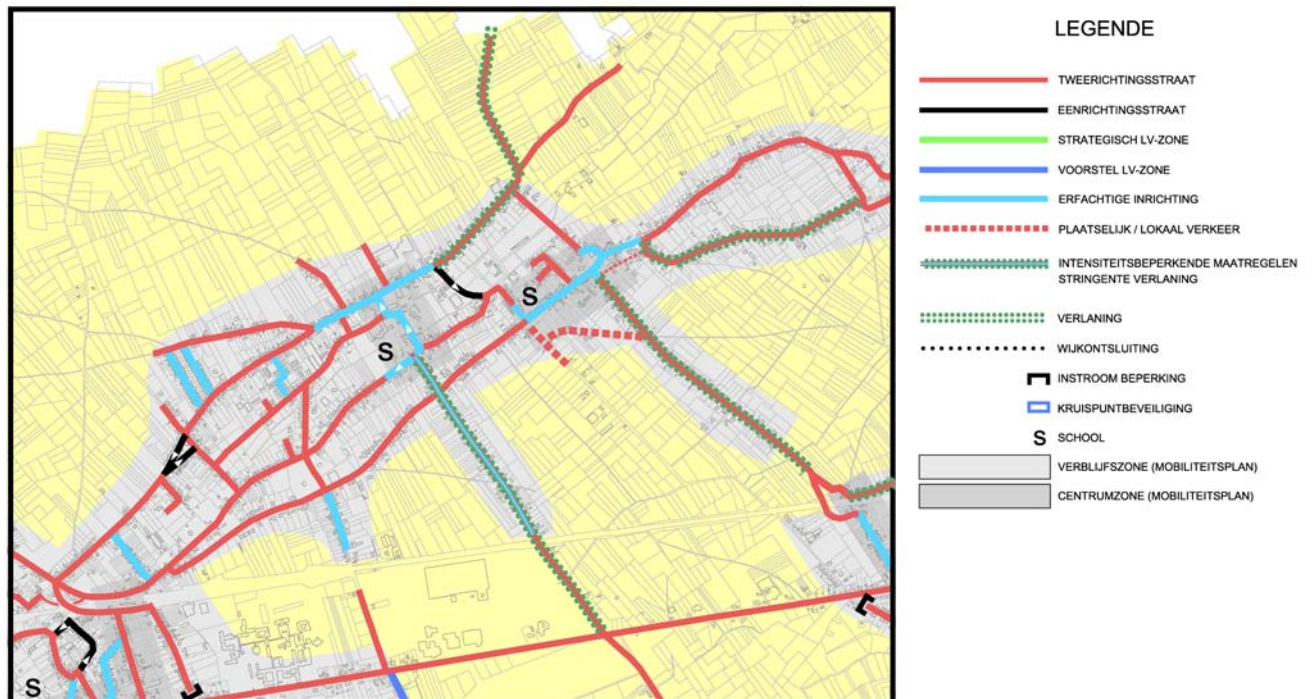 LEGENDE
TWEERICHTINGSSTRAAT
EENRICHTINGSSTRAAT
STRATEGISCH LV-ZONE
VOORSTEL LV-ZONE
ERFACHTIGE INRICHTING
PLAATSELIJK / LOKAAL VERKEER
INTENSITEITSBEPERKENDE MAATREGELEN
STRINGENTE VERLANING
VERLANING
WIJKONTSLUITING
INSTROOM BEPERKING
KRUISPUNTBEVEILIGING
S SCHOOL
VERBLIJFSZONE (MOBILITEITSPLAN)
CENTRUMZONE (MOBILITEITSPLAN)
S
S
S